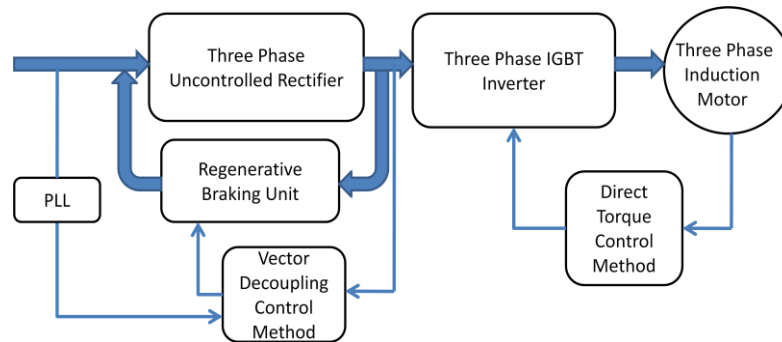 Three Phase
Uncontrolled Rectifier
Three Phase IGBT
Inverter
Three Phase
Induction
Motor
Regenerative
Braking Unit
PLL
Direct
Torque
Control
Method
Vector
Decoupling
Control
Method